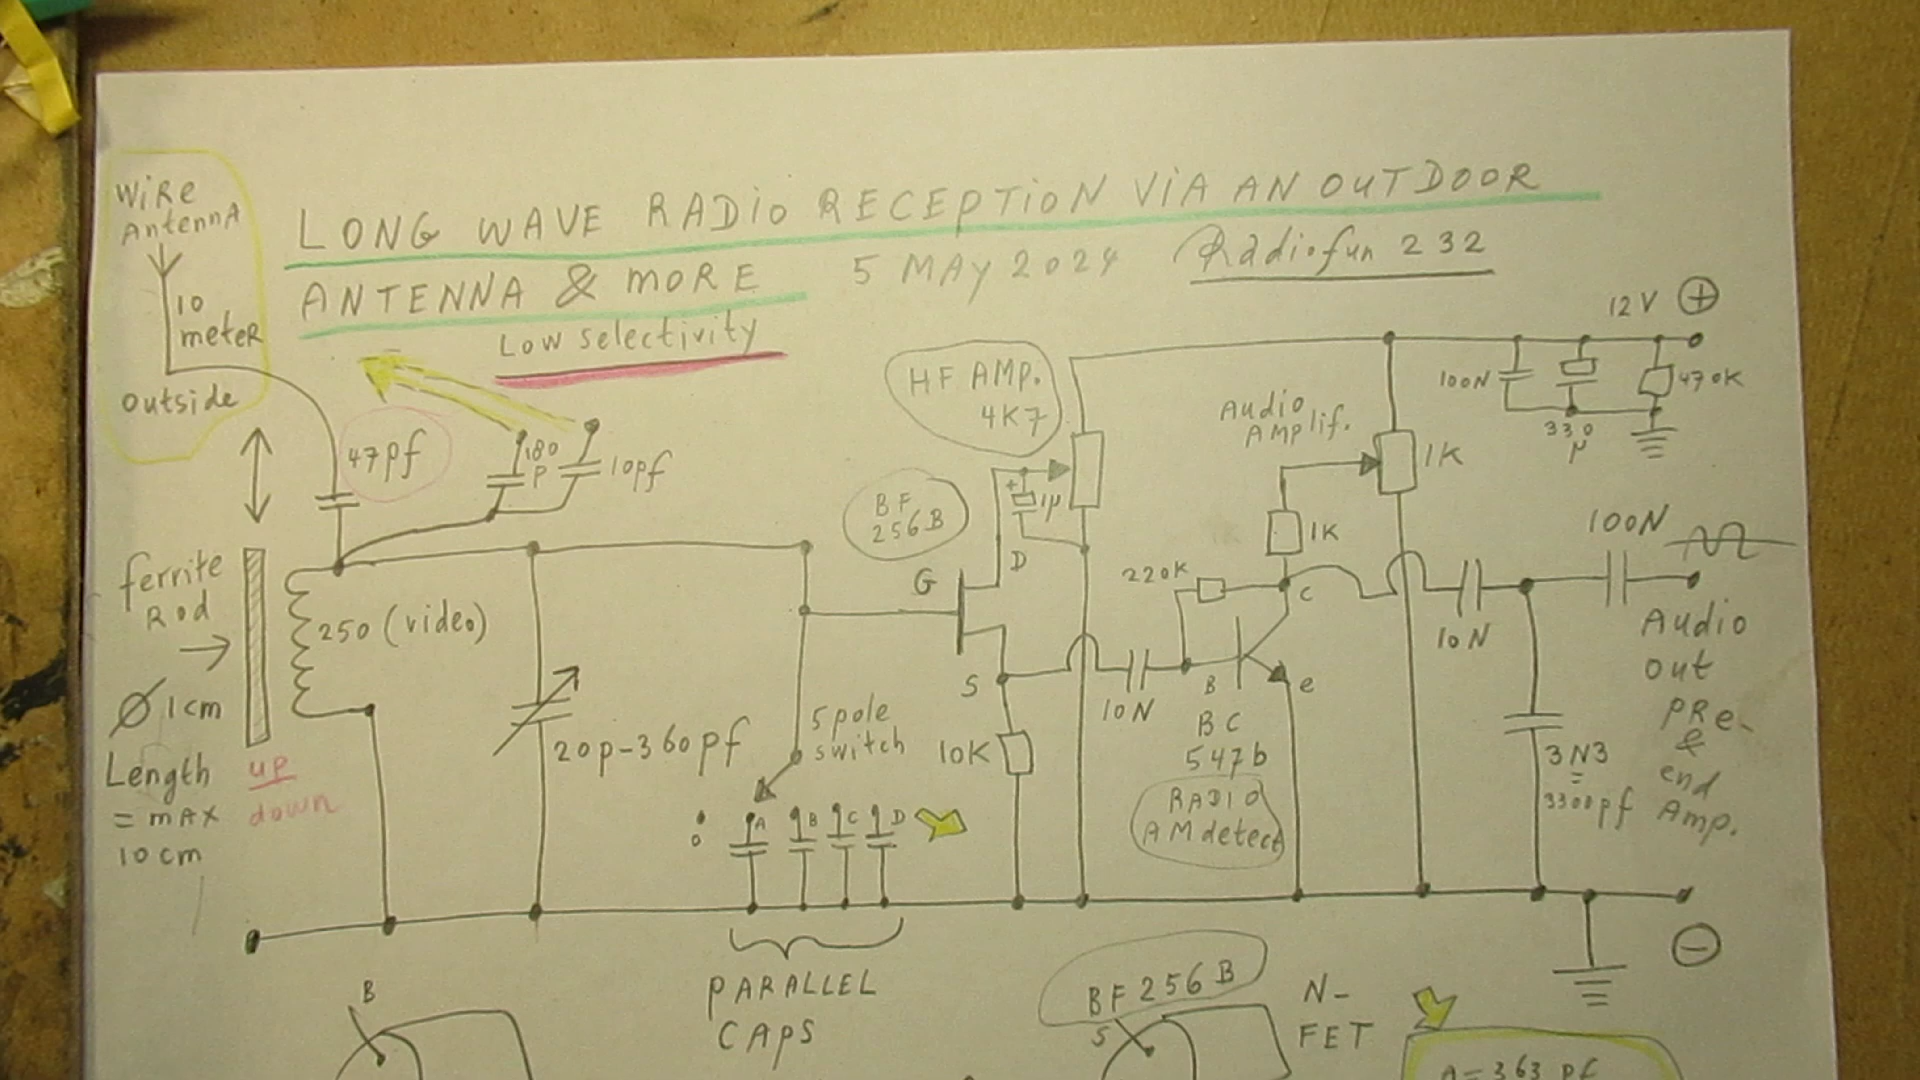 LONG WAVE RADIO RECEPTION VIA AN OUTDOOR
ANTENNA & MORE 5 MAY 2024 Radiofun 232
Low selectivity
WiRe
AntennA
10
meteR
outside
47pf
180
P
10pf
HF AMP.
4K7
BF
256B
+
1µ
12V +
100N
330
µ
470K
Audio
AMPlif.
1K
1K
100N
ferrite
Rod
250 (video)
G
D
S
220K
C
B
e
10N
10N
Audio
out
PRe-
&
end
Amp.
Ø 1cm
Length
= mAx
10cm
up
down
20p-360pf
5 pole
switch
10K
BC
547b
RADIO
AM detect
3N3
=
3300pf
A B C D
PARALLEL
CAPS
−
B
BF256B
S
N-
FET
A=363 pf